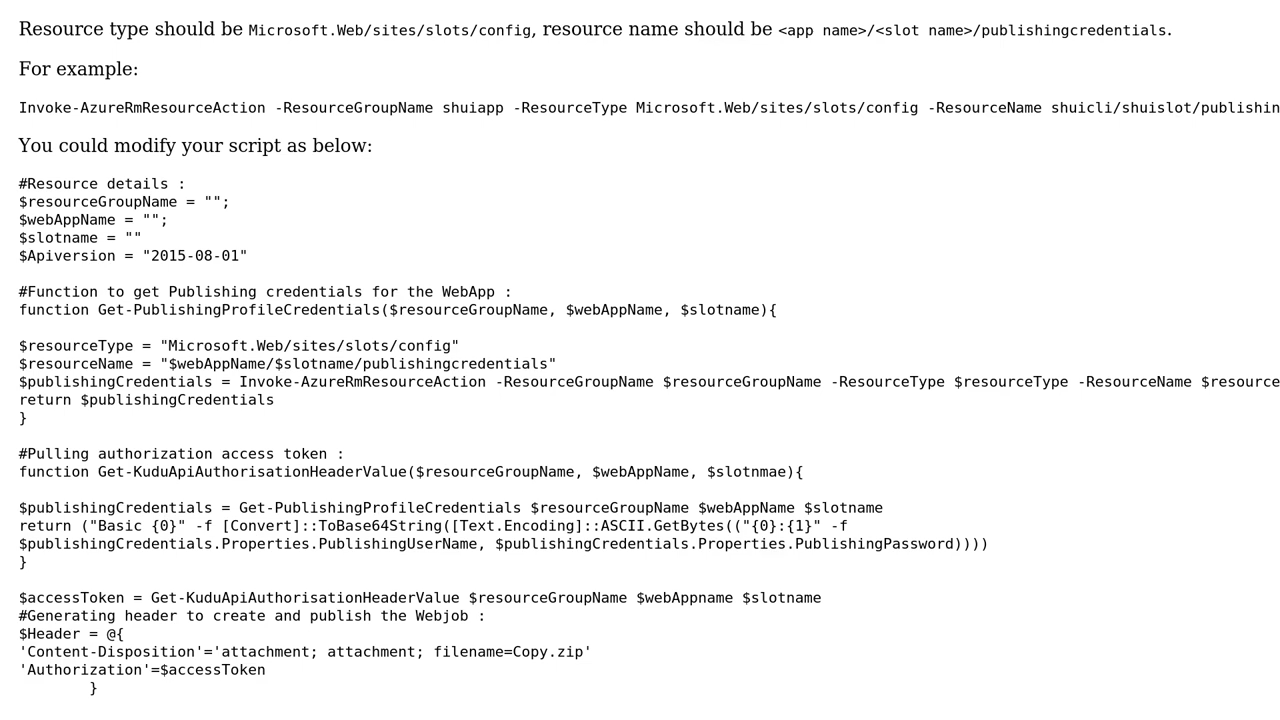 Resource type should be Microsoft.Web/sites/slots/config, resource name should be <app name>/<slot name>/publishingcredentials.
For example:
Invoke-AzureRmResourceAction -ResourceGroupName shuiapp -ResourceType Microsoft.Web/sites/slots/config -ResourceName shuicli/shuislot/publishin
You could modify your script as below:
#Resource details :
$resourceGroupName = "";
$webAppName = "";
$slotname = ""
$Apiversion = "2015-08-01"
#Function to get Publishing credentials for the WebApp :
function Get-PublishingProfileCredentials($resourceGroupName, $webAppName, $slotname){
$resourceType = "Microsoft.Web/sites/slots/config"
$resourceName = "$webAppName/$slotname/publishingcredentials"
$publishingCredentials = Invoke-AzureRmResourceAction -ResourceGroupName $resourceGroupName -ResourceType $resourceType -ResourceName $resource
return $publishingCredentials
}
#Pulling authorization access token :
function Get-KuduApiAuthorisationHeaderValue($resourceGroupName, $webAppName, $slotnmae){
$publishingCredentials = Get-PublishingProfileCredentials $resourceGroupName $webAppName $slotname
return ("Basic {0}" -f [Convert]::ToBase64String([Text.Encoding]::ASCII.GetBytes(("{0}:{1}" -f
$publishingCredentials.Properties.PublishingUserName, $publishingCredentials.Properties.PublishingPassword))))
}
$accessToken = Get-KuduApiAuthorisationHeaderValue $resourceGroupName $webAppname $slotname
#Generating header to create and publish the Webjob :
$Header = @{
'Content-Disposition'='attachment; attachment; filename=Copy.zip'
'Authorization'=$accessToken
        }